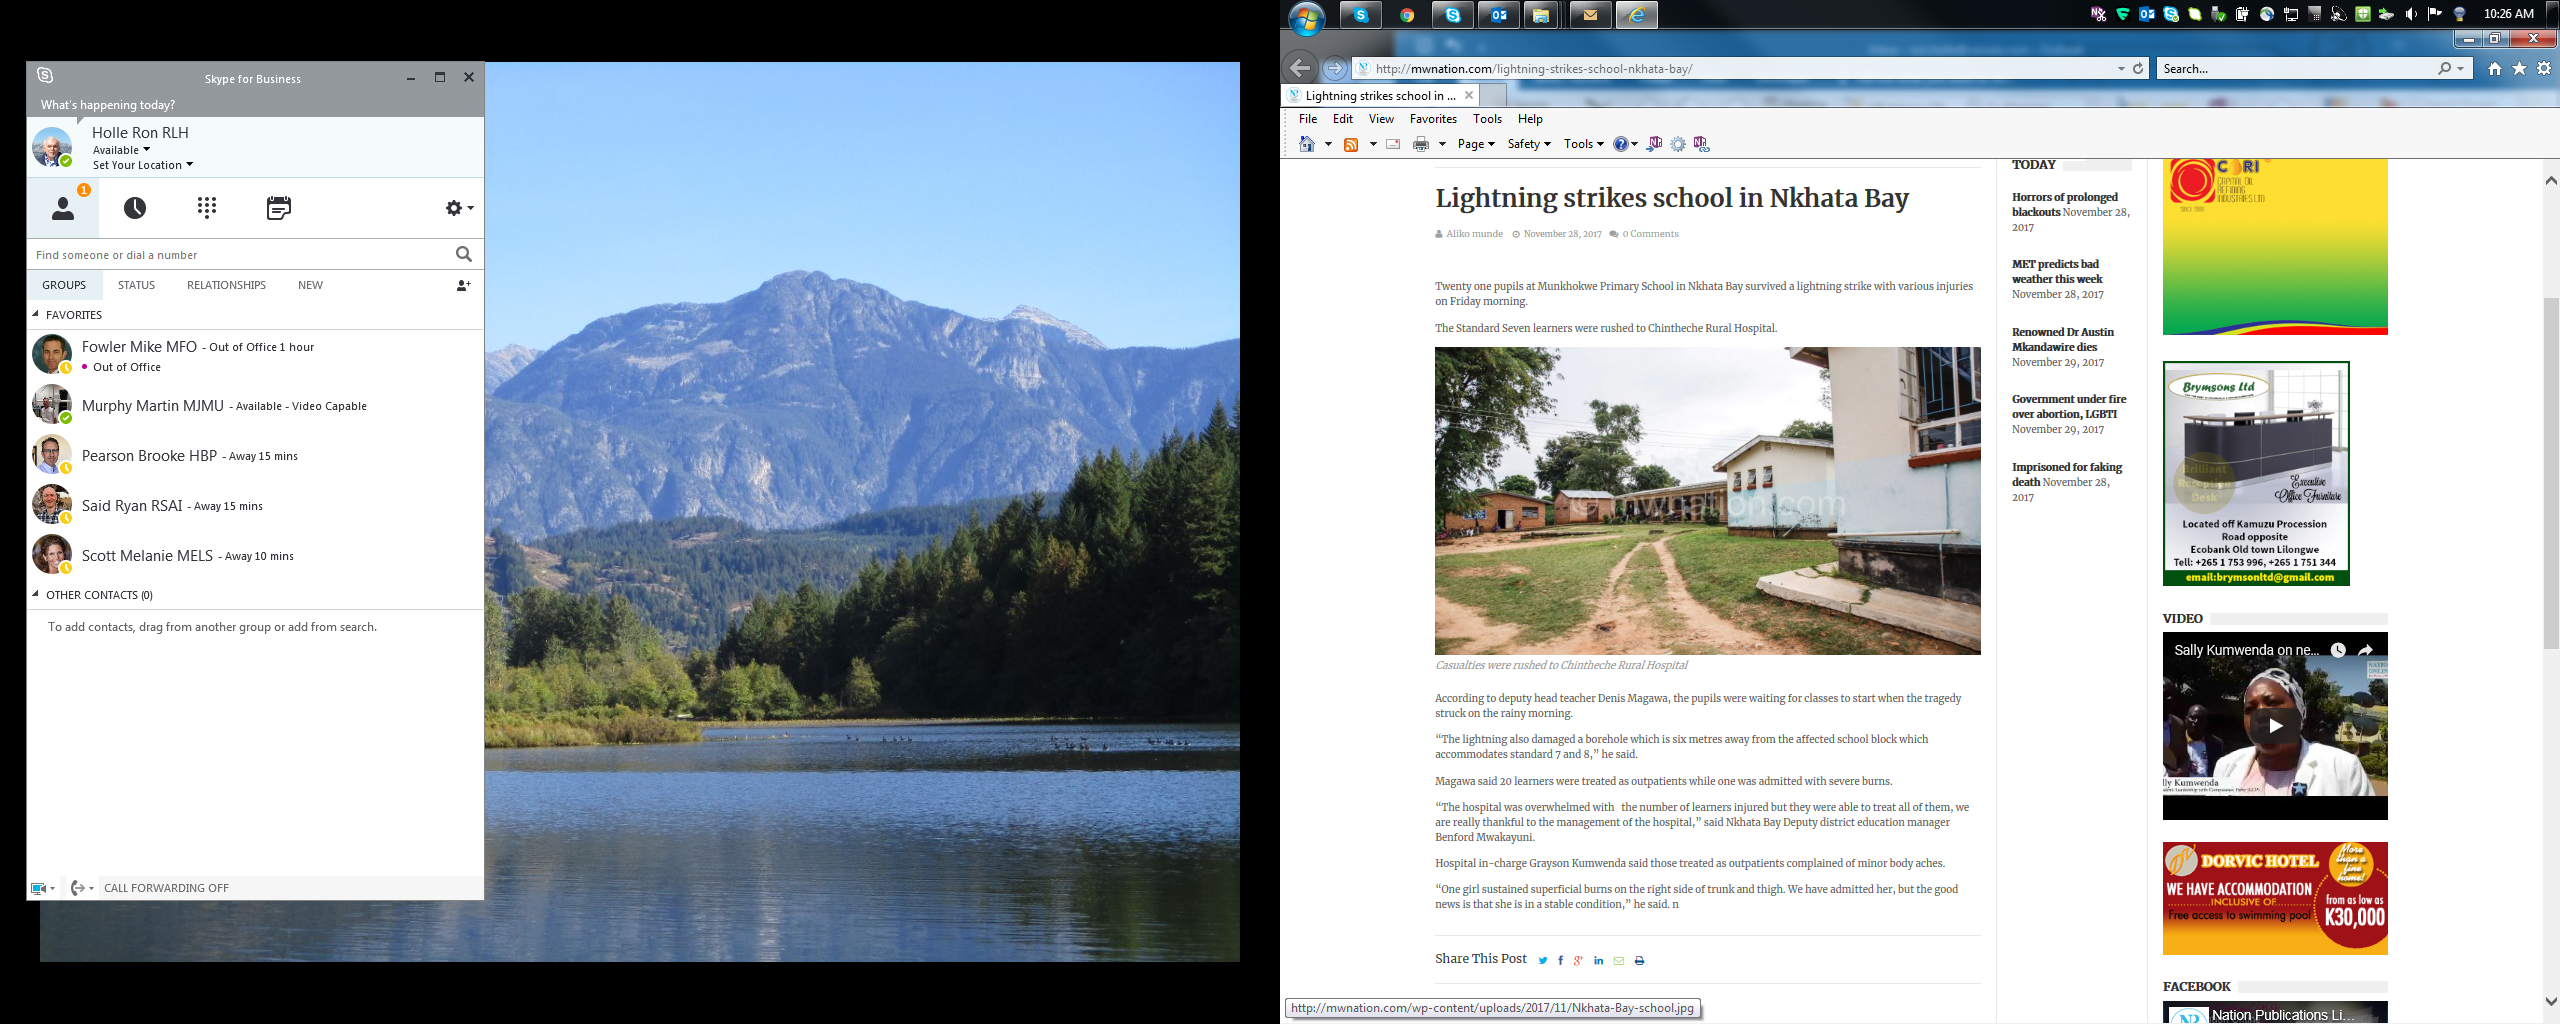 Skype for Business
What's happening today?
Holle Ron RLH
Available
Set Your Location
1
Find someone or dial a number
GROUPS STATUS RELATIONSHIPS NEW
FAVORITES
Fowler Mike MFO - Out of Office 1 hour
Out of Office
Murphy Martin MJMU - Available - Video Capable
Pearson Brooke HBP - Away 15 mins
Said Ryan RSAI - Away 15 mins
Scott Melanie MELS - Away 10 mins
OTHER CONTACTS (0)
To add contacts, drag from another group or add from search.
CALL FORWARDING OFF
10:26 AM
http://mwnation.com/lightning-strikes-school-nkhata-bay/
Search...
Lightning strikes school in ...
File Edit View Favorites Tools Help
Page Safety Tools
Lightning strikes school in Nkhata Bay
Aliko munde November 28, 2017 0 Comments
Twenty one pupils at Munkhokwe Primary School in Nkhata Bay survived a lightning strike with various injuries
on Friday morning.
The Standard Seven learners were rushed to Chintheche Rural Hospital.
© mwnation.com
Casualties were rushed to Chintheche Rural Hospital
According to deputy head teacher Denis Magawa, the pupils were waiting for classes to start when the tragedy
struck on the rainy morning.
“The lightning also damaged a borehole which is six metres away from the affected school block which
accommodates standard 7 and 8,” he said.
Magawa said 20 learners were treated as outpatients while one was admitted with severe burns.
“The hospital was overwhelmed with the number of learners injured but they were able to treat all of them, we
are really thankful to the management of the hospital,” said Nkhata Bay Deputy district education manager
Benford Mwakayuni.
Hospital in-charge Grayson Kumwenda said those treated as outpatients complained of minor body aches.
“One girl sustained superficial burns on the right side of trunk and thigh. We have admitted her, but the good
news is that she is in a stable condition,” he said. n
Share This Post
http://mwnation.com/wp-content/uploads/2017/11/Nkhata-Bay-school.jpg
TODAY
Horrors of prolonged
blackouts November 28,
2017
MET predicts bad
weather this week
November 28, 2017
Renowned Dr Austin
Mkandawire dies
November 29, 2017
Government under fire
over abortion, LGBTI
November 29, 2017
Imprisoned for faking
death November 28,
2017
CORI
CAPITAL OIL
REFINING
INDUSTRIES LTD
Brymsons Ltd
Brilliant
Reception
Desk
Executive
Office Furniture
Located off Kamuzu Procession
Road opposite
Ecobank Old town Lilongwe
Tell: +265 1 753 996, +265 1 751 344
email:brymsonltd@gmail.com
VIDEO
Sally Kumwenda on ne...
lly Kumwenda
DORVIC HOTEL
More
than a
fine
home!
WE HAVE ACCOMMODATION
INCLUSIVE OF
Free access to swimming pool
from as low as
K30,000
FACEBOOK
Nation Publications Li...